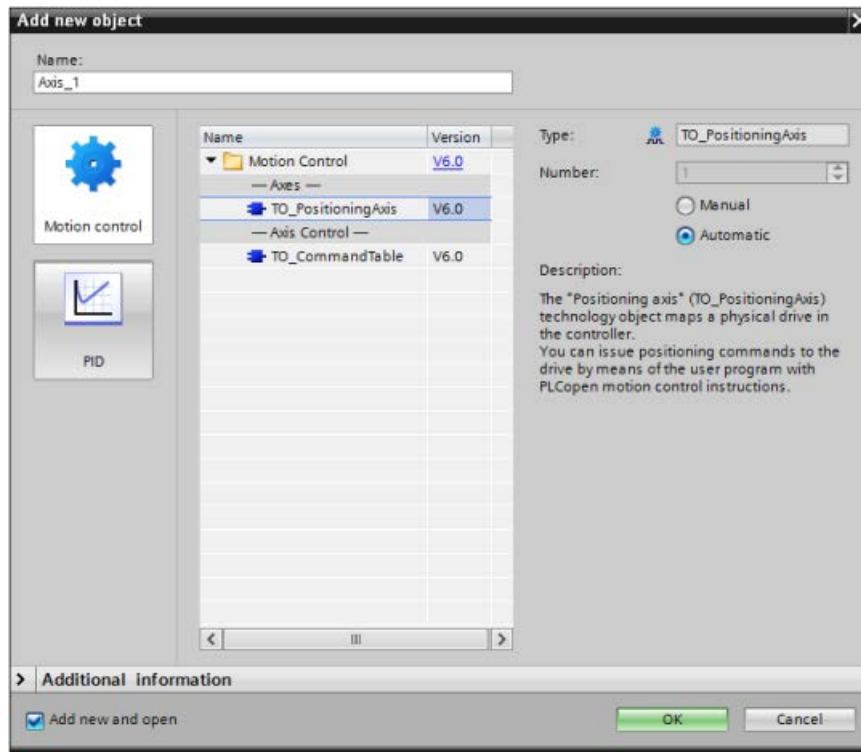 Add new object
Name:
Axis_1
Motion control
PID
Name Version
Motion Control V6.0
— Axes —
TO_PositioningAxis V6.0
— Axis Control —
TO_CommandTable V6.0
Type: TO_PositioningAxis
Number: 1
Manual
Automatic
Description:
The "Positioning axis" (TO_PositioningAxis)
technology object maps a physical drive in
the controller.
You can issue positioning commands to the
drive by means of the user program with
PLCopen motion control instructions.
Additional information
Add new and open
OK Cancel